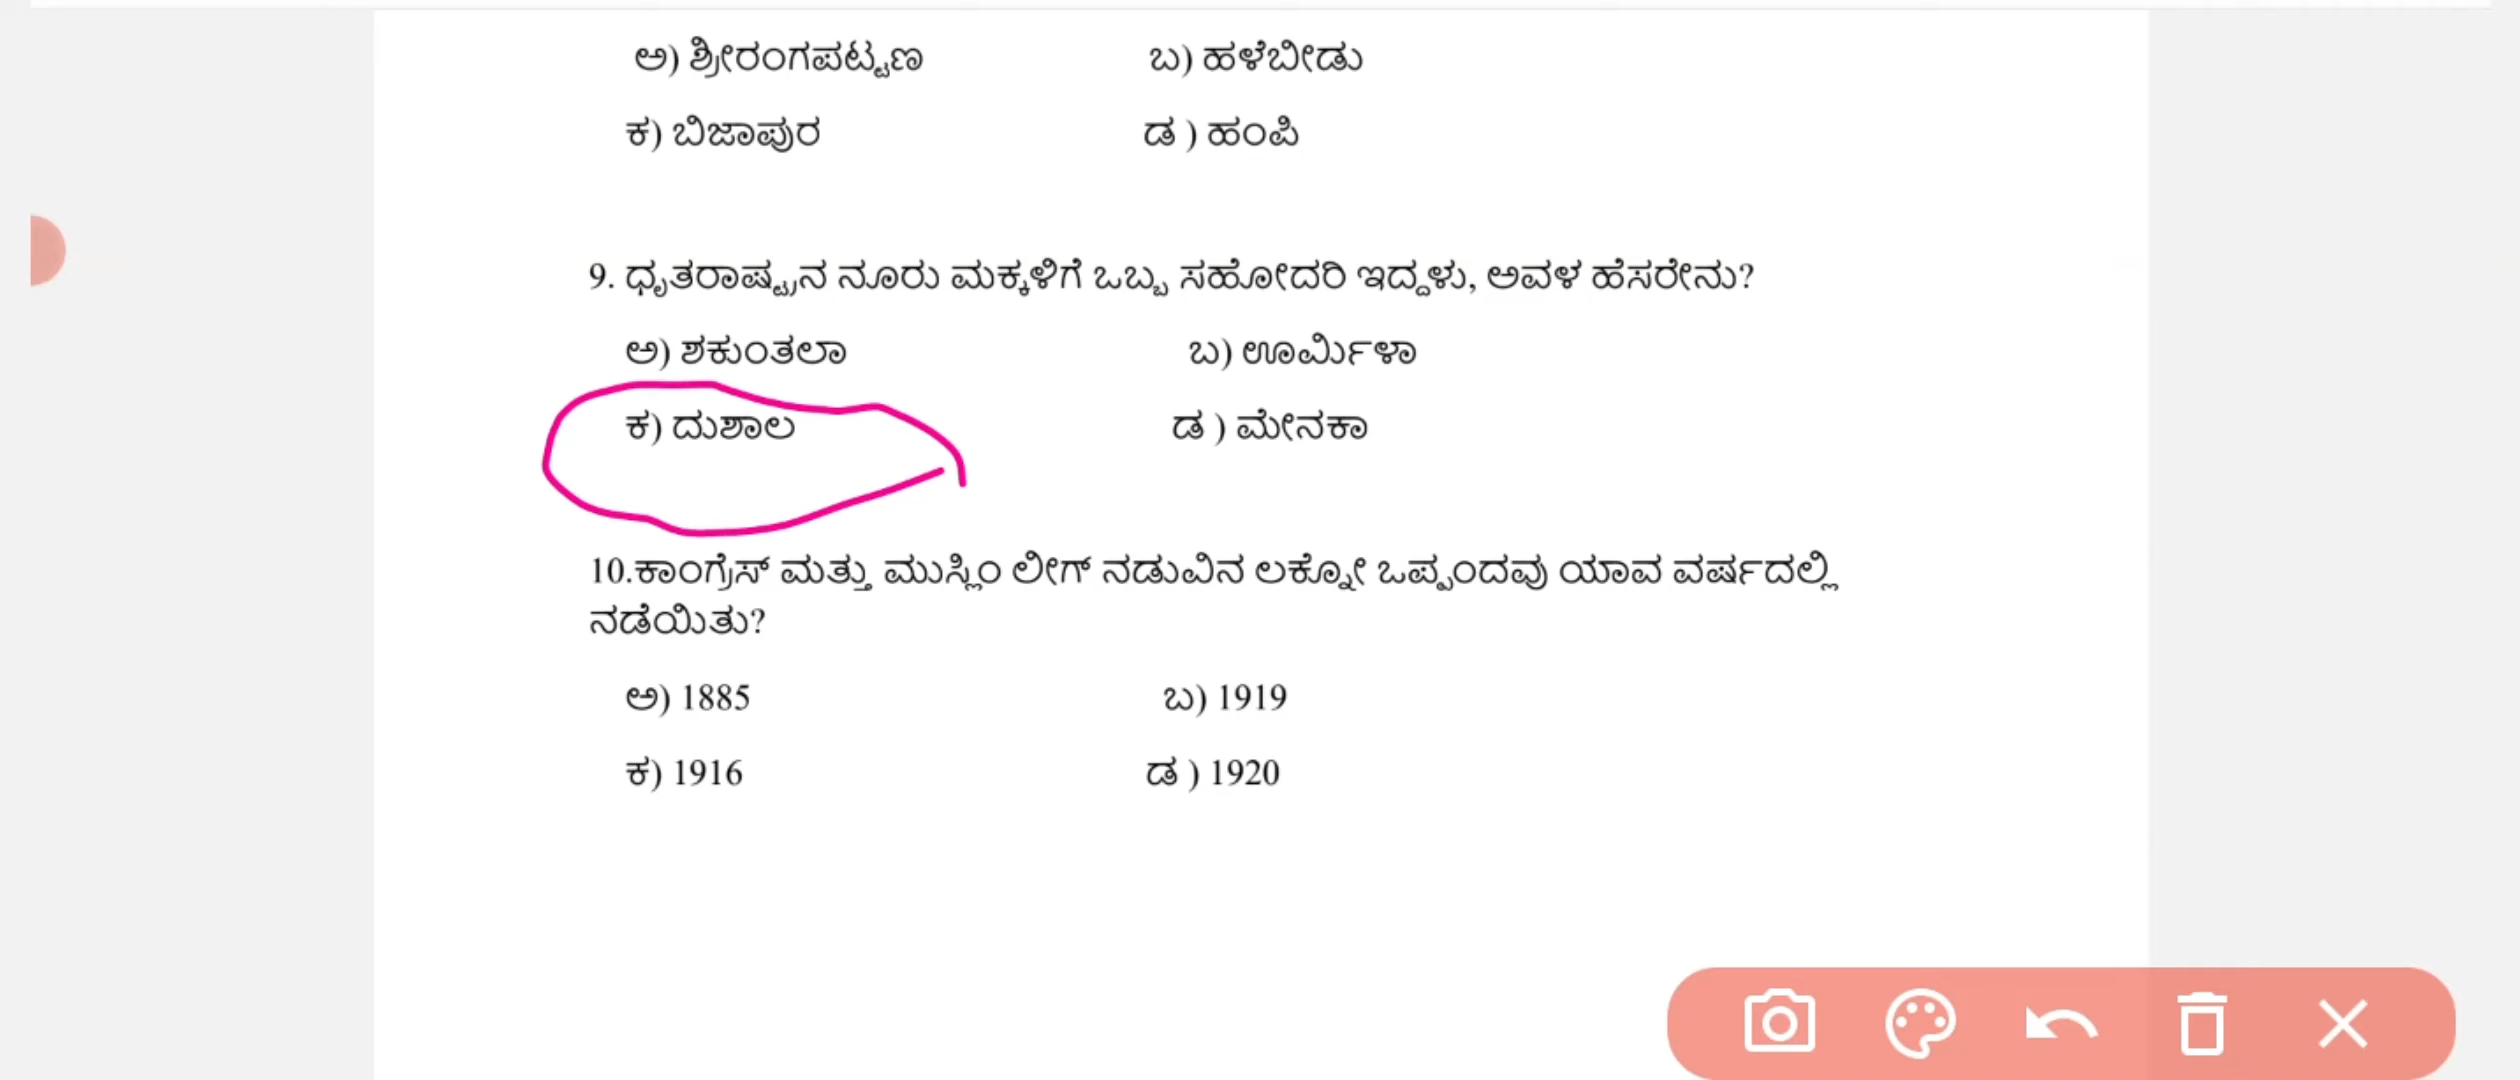 ಅ) ಶ್ರೀರಂಗಪಟ್ಟಣ ಬ) ಹಳೆಬೀಡು
ಕ) ಬಿಜಾಪುರ ಡ ) ಹಂಪಿ
9. ಧೃತರಾಷ್ಟ್ರನ ನೂರು ಮಕ್ಕಳಿಗೆ ಒಬ್ಬ ಸಹೋದರಿ ಇದ್ದಳು, ಅವಳ ಹೆಸರೇನು?
ಅ) ಶಕುಂತಲಾ ಬ) ಊರ್ಮಿಳಾ
ಕ) ದುಶಾಲ ಡ ) ಮೇನಕಾ
10.ಕಾಂಗ್ರೆಸ್ ಮತ್ತು ಮುಸ್ಲಿಂ ಲೀಗ್ ನಡುವಿನ ಲಕ್ನೋ ಒಪ್ಪಂದವು ಯಾವ ವರ್ಷದಲ್ಲಿ
ನಡೆಯಿತು?
ಅ) 1885 ಬ) 1919
ಕ) 1916 ಡ ) 1920